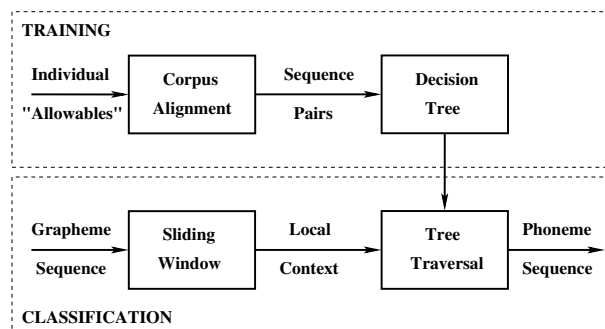 TRAINING
Individual
"Allowables"
Corpus
Alignment
Sequence
Pairs
Decision
Tree
Grapheme
Sequence
Sliding
Window
Local
Context
Tree
Traversal
Phoneme
Sequence
CLASSIFICATION